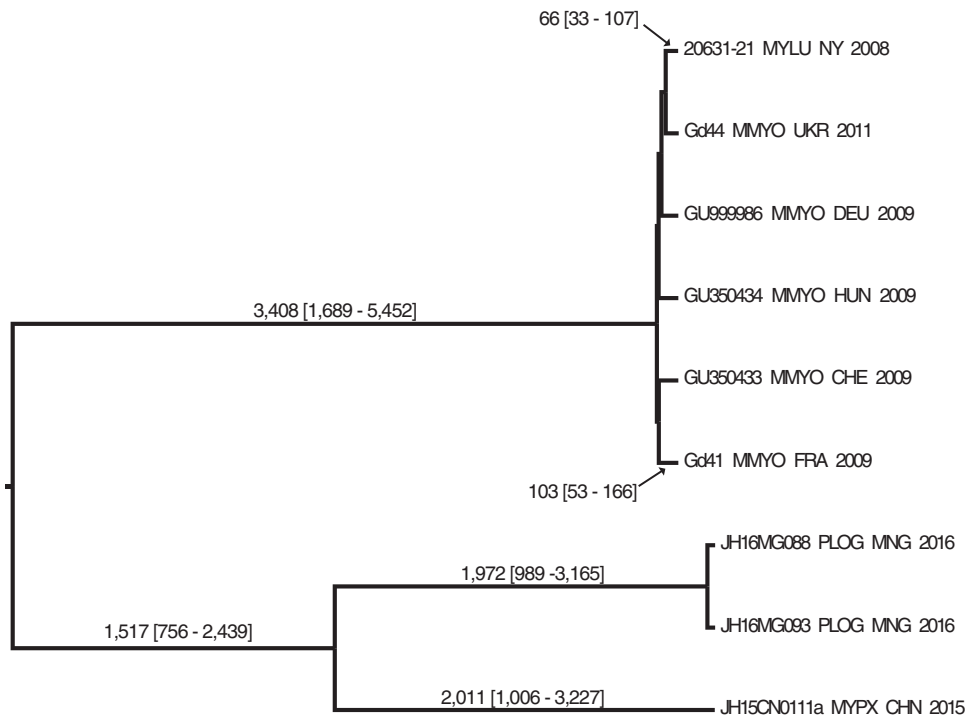 66 [33 - 107]
20631-21 MYLU NY 2008
Gd44 MMYO UKR 2011
GU999986 MMYO DEU 2009
GU350434 MMYO HUN 2009
3,408 [1,689 - 5,452]
GU350433 MMYO CHE 2009
Gd41 MMYO FRA 2009
103 [53 - 166]
JH16MG088 PLOG MNG 2016
1,972 [989 -3,165]
JH16MG093 PLOG MNG 2016
1,517 [756 - 2,439]
2,011 [1,006 - 3,227]
JH15CN0111a MYPX CHN 2015